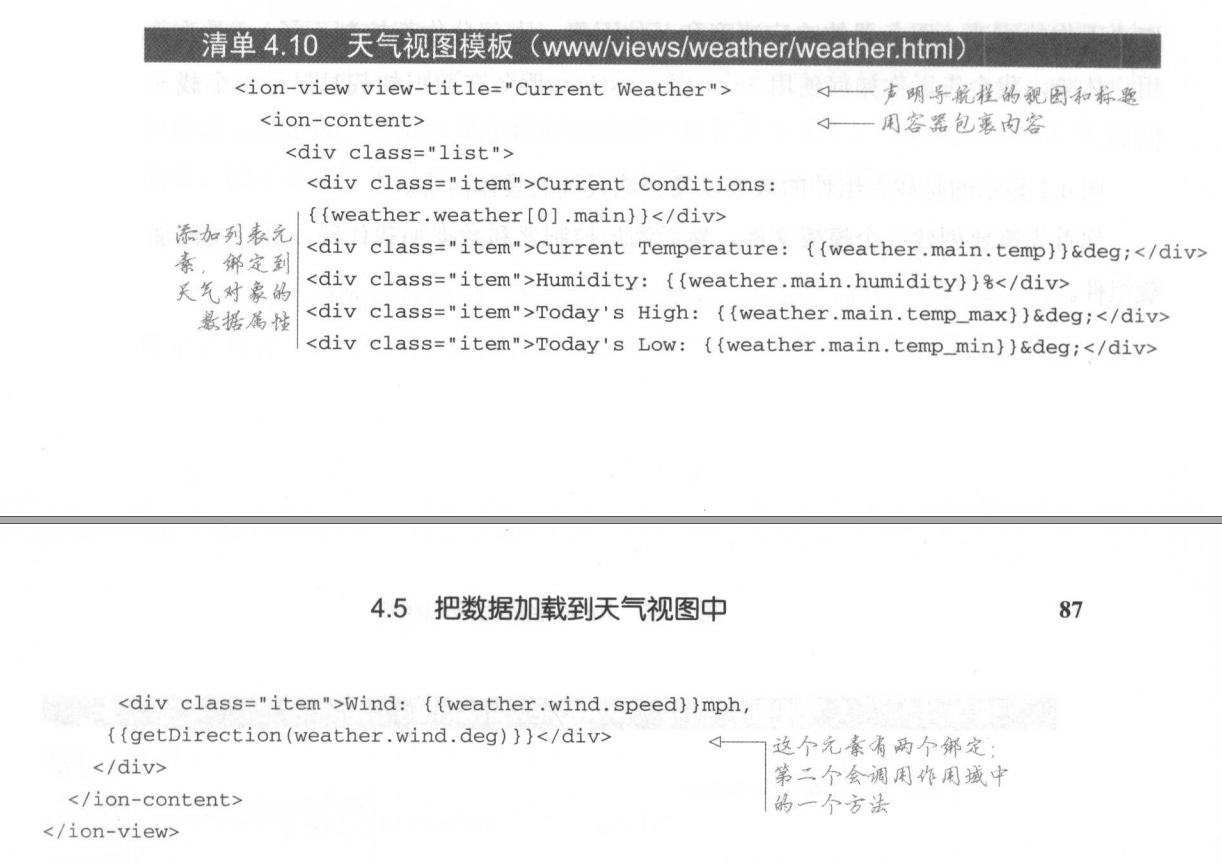 清单 4.10 天气视图模板（www/views/weather/weather.html）
<ion-view view-title="Current Weather">
声明导航栏的视图和标题
<ion-content>
用容器包裹内容
<div class="list">
<div class="item">Current Conditions:
{{weather.weather[0].main}}</div>
<div class="item">Current Temperature: {{weather.main.temp}}&deg;</div>
<div class="item">Humidity: {{weather.main.humidity}}%</div>
<div class="item">Today's High: {{weather.main.temp_max}}&deg;</div>
<div class="item">Today's Low: {{weather.main.temp_min}}&deg;</div>
添加列表元
素，绑定到
天气对象的
数据属性
4.5 把数据加载到天气视图中 87
<div class="item">Wind: {{weather.wind.speed}}mph,
{{getDirection(weather.wind.deg)}}</div>
</div>
</ion-content>
</ion-view>
这个元素有两个绑定；
第二个会调用作用域中
的一个方法